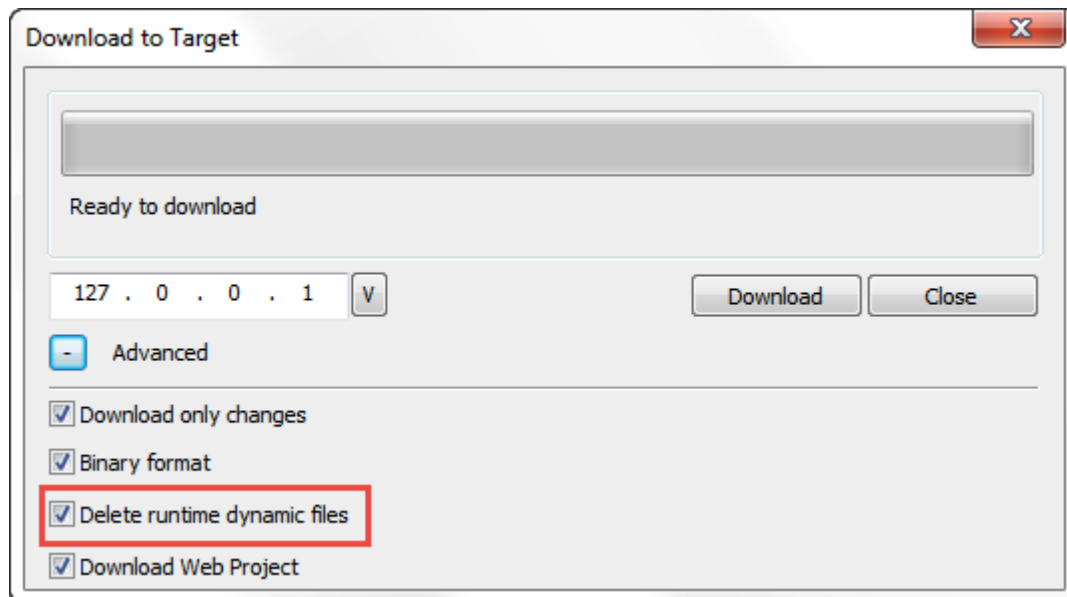 Download to Target
Ready to download
127 . 0 . 0 . 1 V Download Close
- Advanced
Download only changes
Binary format
Delete runtime dynamic files
Download Web Project